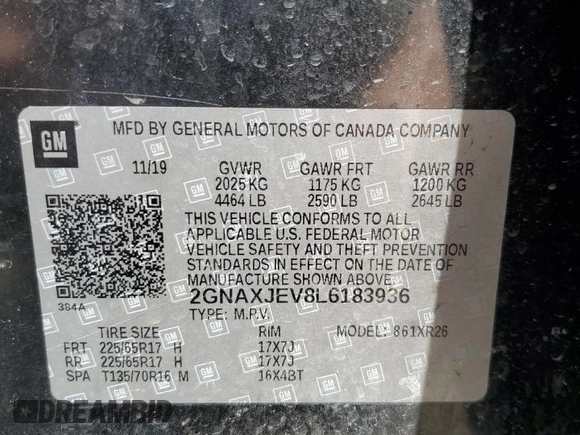 GM
MFD BY GENERAL MOTORS OF CANADA COMPANY
11/19 GVWR GAWR FRT GAWR RR
2025 KG 1175 KG 1200 KG
4464 LB 2590 LB 2645 LB
THIS VEHICLE CONFORMS TO ALL
APPLICABLE U.S. FEDERAL MOTOR
VEHICLE SAFETY AND THEFT PREVENTION
STANDARDS IN EFFECT ON THE DATE OF
MANUFACTURE SHOWN ABOVE.
384A 2GNAXJEV8L6183936
TYPE: M.P.V.
TIRE SIZE RIM MODEL: 861XR26
FRT 225/65R17 H 17X7J
RR 225/65R17 H 17X7J
SPA T135/70R16 M 16X4BT
DREAMBID